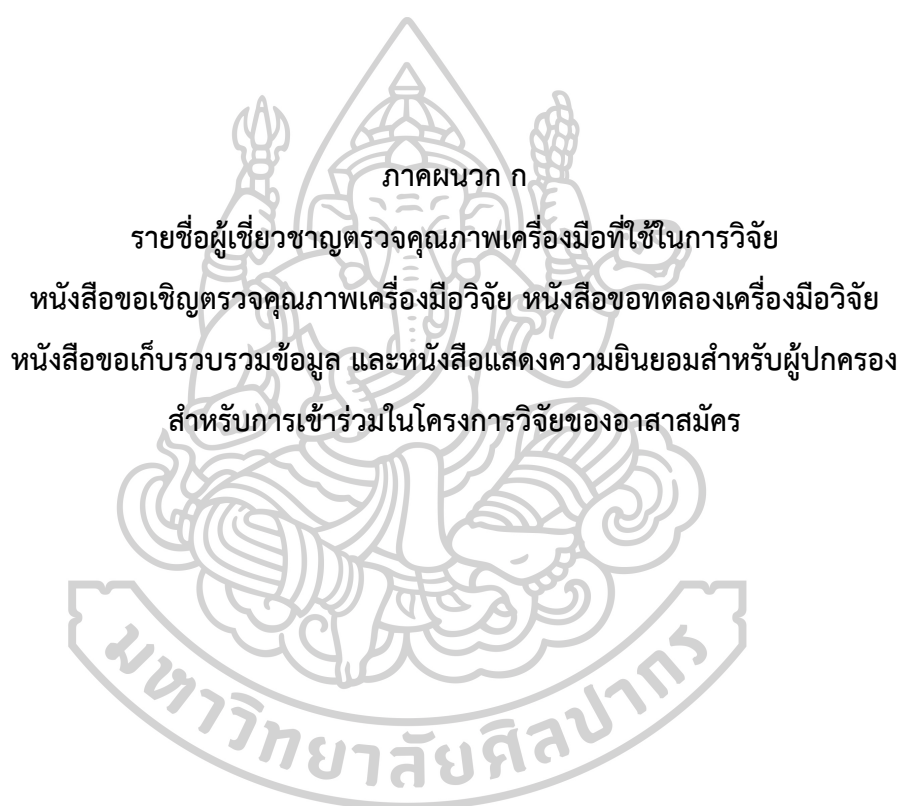 ภาคผนวก ก
รายชื่อผู้เชี่ยวชาญตรวจคุณภาพเครื่องมือที่ใช้ในการวิจัย
หนังสือขอเชิญตรวจคุณภาพเครื่องมือวิจัย หนังสือขอทดลองเครื่องมือวิจัย
หนังสือขอเก็บรวบรวมข้อมูล และหนังสือแสดงความยินยอมสำหรับผู้ปกครอง
สำหรับการเข้าร่วมในโครงการวิจัยของอาสาสมัคร
มหาวิทยาลัยศิลปากร